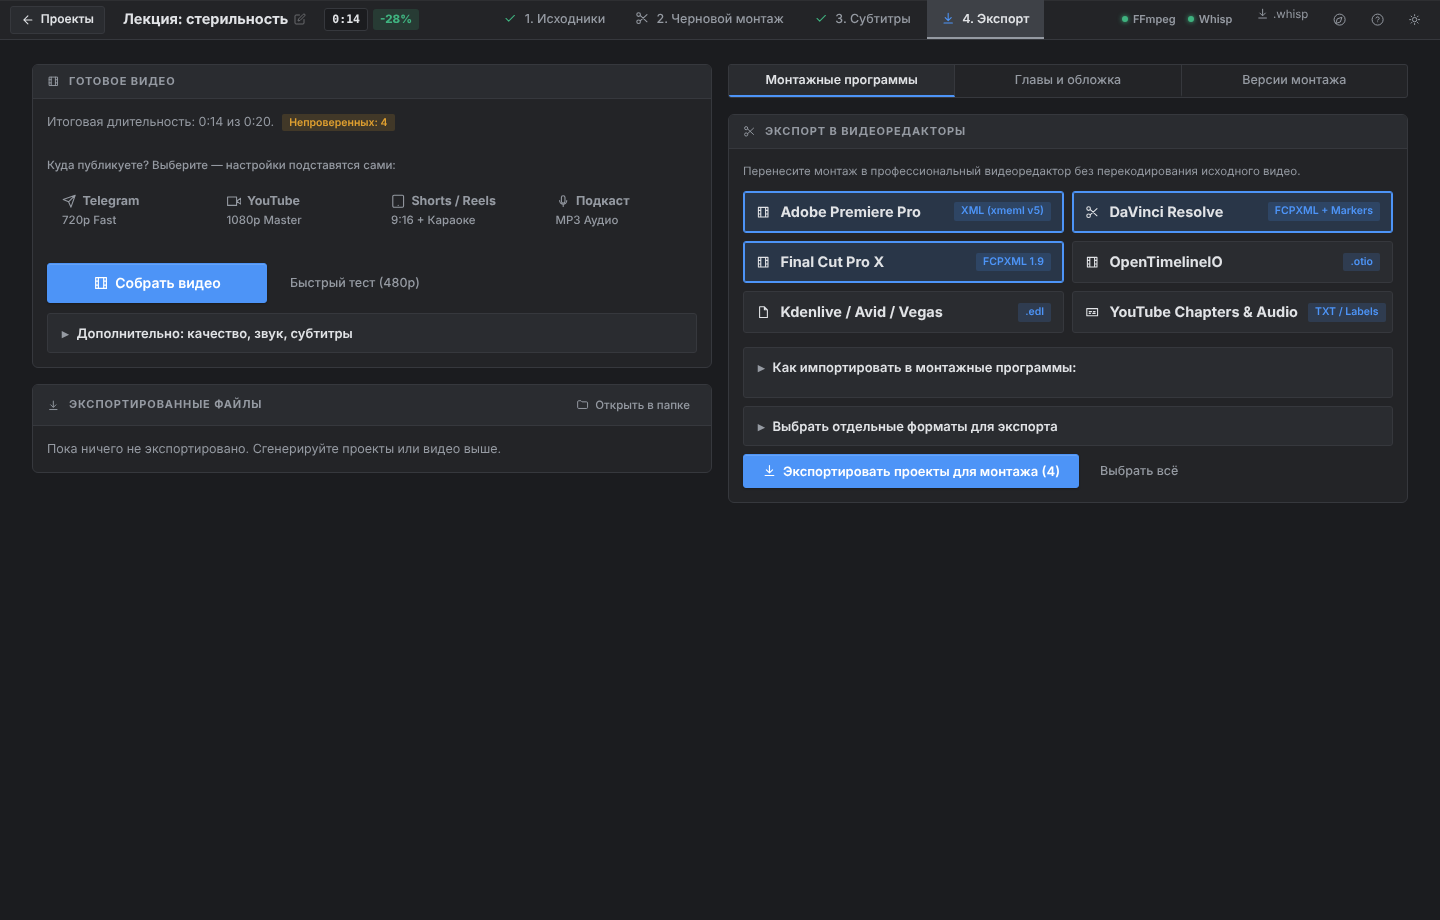 Проекты
Лекция: стерильность
0:14
-28%
1. Исходники
2. Черновой монтаж
3. Субтитры
4. Экспорт
FFmpeg
Whisp
.whisp
ГОТОВОЕ ВИДЕО
Итоговая длительность: 0:14 из 0:20.
Непроверенных: 4
Куда публикуете? Выберите — настройки подставятся сами:
Telegram
720p Fast
YouTube
1080p Master
Shorts / Reels
9:16 + Караоке
Подкаст
MP3 Аудио
Собрать видео
Быстрый тест (480p)
Дополнительно: качество, звук, субтитры
ЭКСПОРТИРОВАННЫЕ ФАЙЛЫ
Открыть в папке
Пока ничего не экспортировано. Сгенерируйте проекты или видео выше.
Монтажные программы
Главы и обложка
Версии монтажа
ЭКСПОРТ В ВИДЕОРЕДАКТОРЫ
Перенесите монтаж в профессиональный видеоредактор без перекодирования исходного видео.
Adobe Premiere Pro
XML (xmeml v5)
DaVinci Resolve
FCPXML + Markers
Final Cut Pro X
FCPXML 1.9
OpenTimelineIO
.otio
Kdenlive / Avid / Vegas
.edl
YouTube Chapters & Audio
TXT / Labels
Как импортировать в монтажные программы:
Выбрать отдельные форматы для экспорта
Экспортировать проекты для монтажа (4)
Выбрать всё